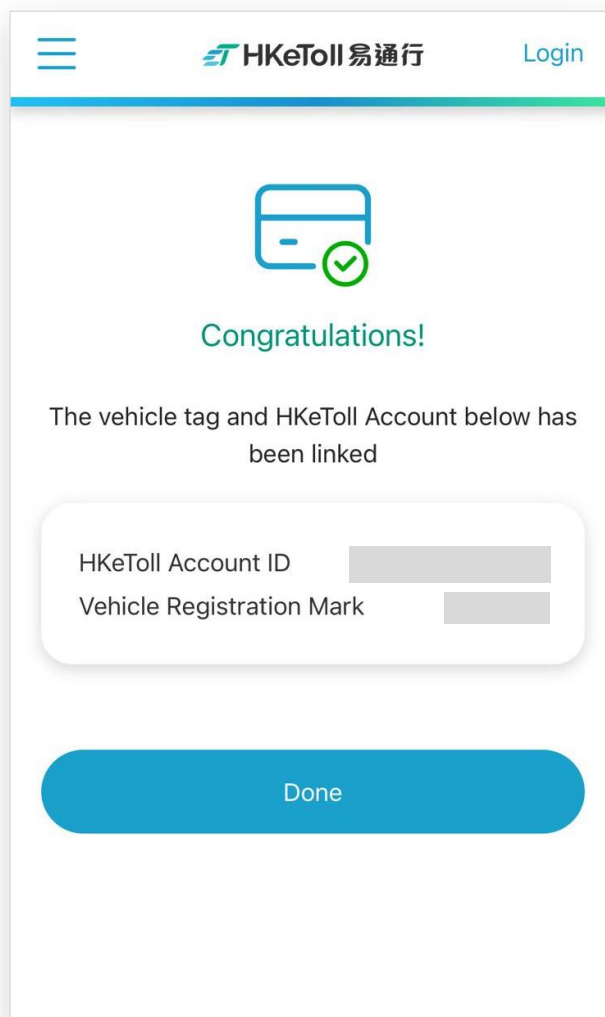 HKeToll 易通行
Login
Congratulations!
The vehicle tag and HKeToll Account below has
been linked
HKeToll Account ID
Vehicle Registration Mark
Done